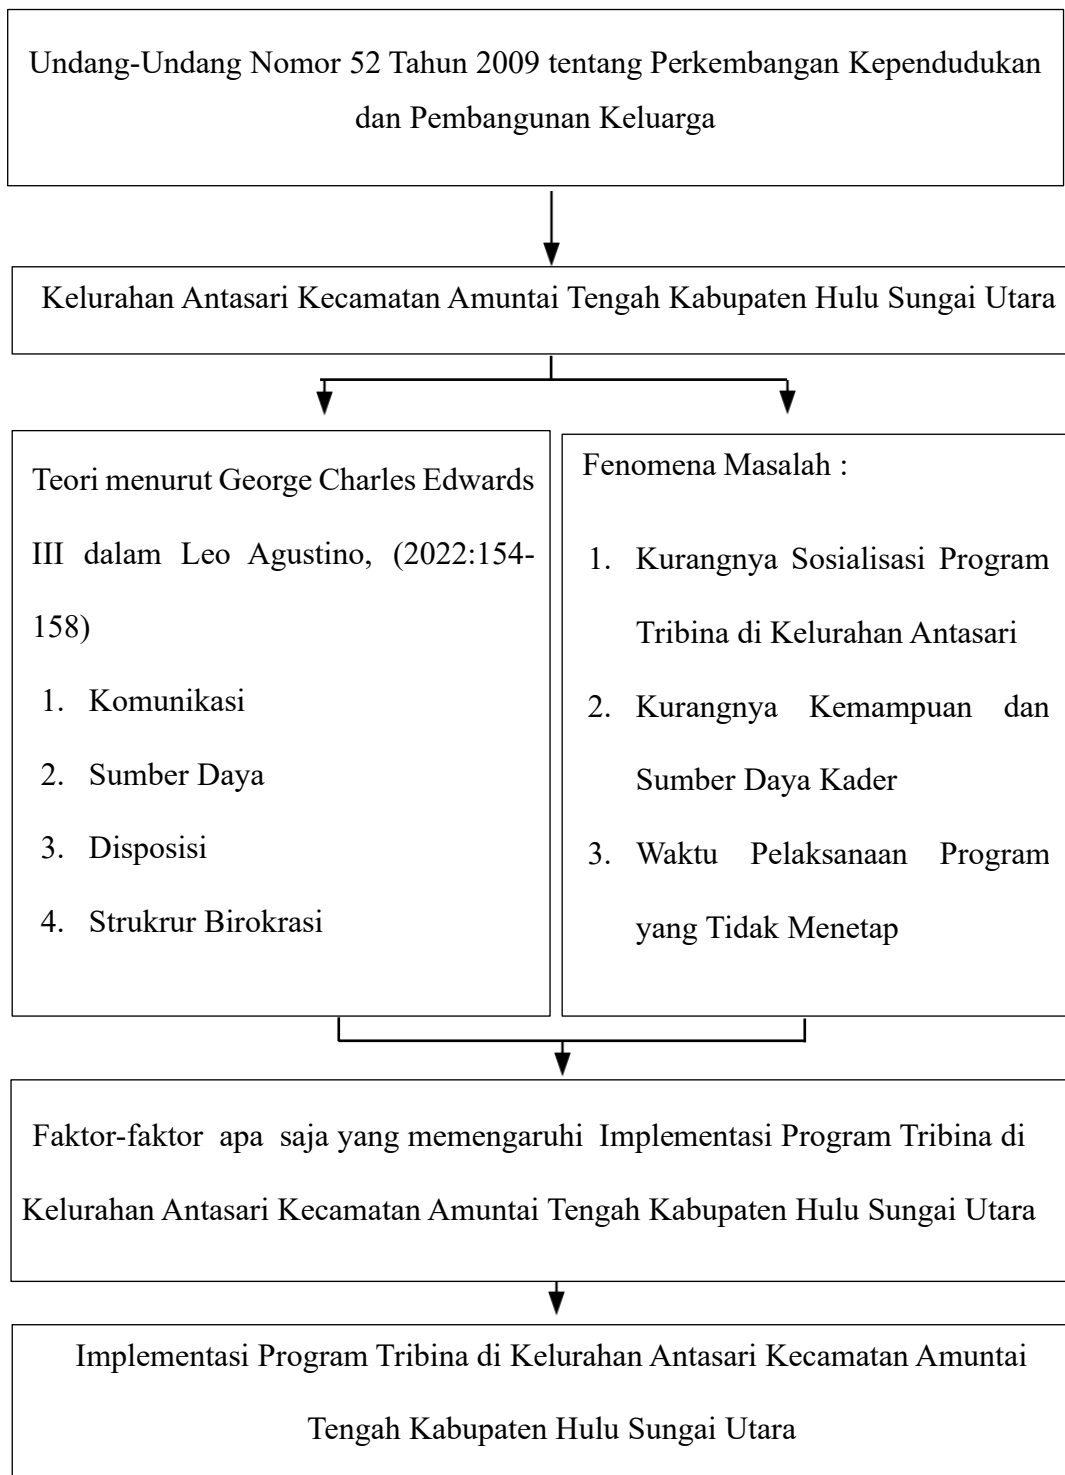 Undang-Undang Nomor 52 Tahun 2009 tentang Perkembangan Kependudukan
dan Pembangunan Keluarga
Kelurahan Antasari Kecamatan Amuntai Tengah Kabupaten Hulu Sungai Utara
Teori menurut George Charles Edwards
III dalam Leo Agustino, (2022:154-
158)
1. Komunikasi
2. Sumber Daya
3. Disposisi
4. Strukrur Birokrasi
Fenomena Masalah :
1. Kurangnya Sosialisasi Program
Tribina di Kelurahan Antasari
2. Kurangnya Kemampuan dan
Sumber Daya Kader
3. Waktu Pelaksanaan Program
yang Tidak Menetap
Faktor-faktor apa saja yang memengaruhi Implementasi Program Tribina di
Kelurahan Antasari Kecamatan Amuntai Tengah Kabupaten Hulu Sungai Utara
Implementasi Program Tribina di Kelurahan Antasari Kecamatan Amuntai
Tengah Kabupaten Hulu Sungai Utara